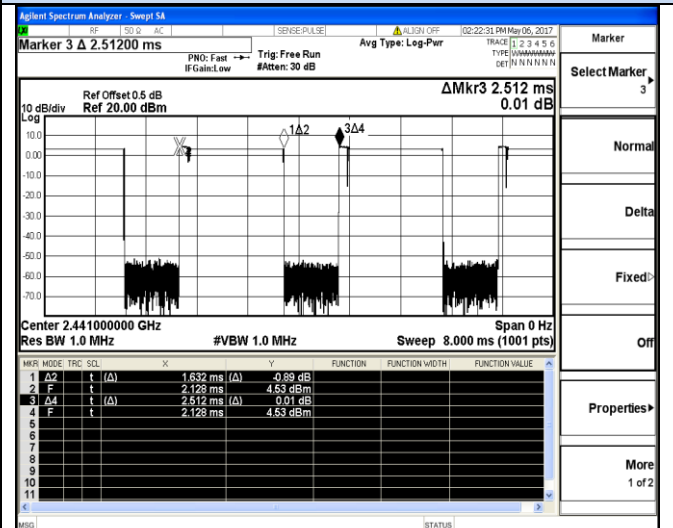 Agilent Spectrum Analyzer - Swept SA
RF 50 Ω AC SENSE:PULSE ALIGN OFF 02:22:31 PM May 06, 2017
Marker 3 Δ 2.51200 ms
PNO: Fast
IFGain:Low
Trig: Free Run
#Atten: 30 dB
Avg Type: Log-Pwr
TRACE 1 2 3 4 5 6
TYPE
DET N N N N N N
Marker
Select Marker
3
Normal
Delta
Fixed
Off
Properties
More
1 of 2
Ref Offset 0.5 dB
10 dB/div Ref 20.00 dBm
Log
ΔMkr3 2.512 ms
0.01 dB
10.0
0.00
-10.0
-20.0
-30.0
-40.0
-50.0
-60.0
-70.0
1Δ2
3Δ4
Center 2.441000000 GHz Span 0 Hz
Res BW 1.0 MHz #VBW 1.0 MHz Sweep 8.000 ms (1001 pts)
MKR MODE TRC SCL X Y FUNCTION FUNCTION WIDTH FUNCTION VALUE
1 Δ2 t (Δ) 1.632 ms (Δ) -0.89 dB
2 F t 2.128 ms 4.53 dBm
3 Δ4 t (Δ) 2.512 ms (Δ) 0.01 dB
4 F t 2.128 ms 4.53 dBm
5
6
7
8
9
10
11
MSG STATUS